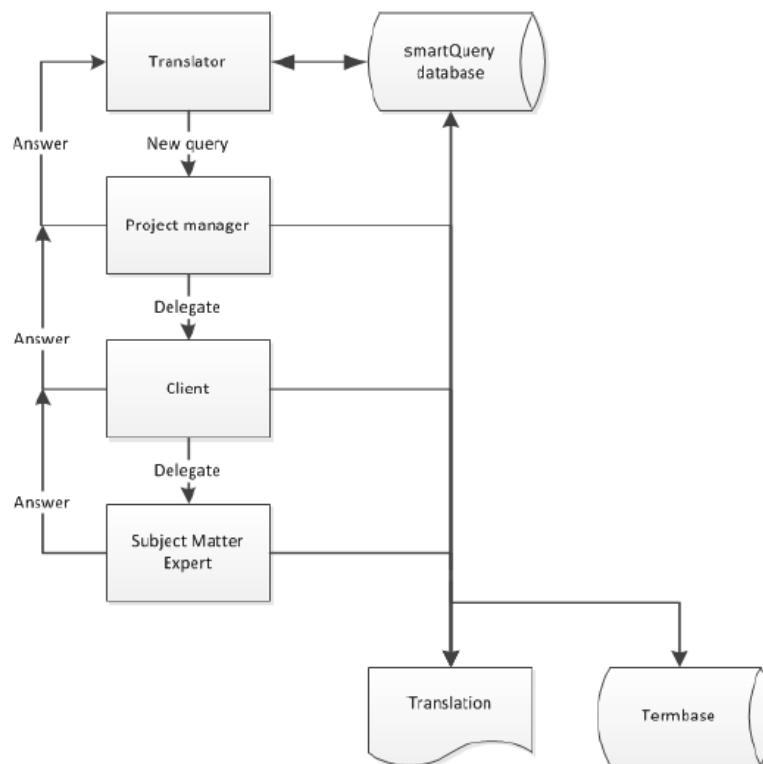 Translator
smartQuery
database
Answer
New query
Project manager
Delegate
Answer
Client
Delegate
Answer
Subject Matter
Expert
Translation
Termbase